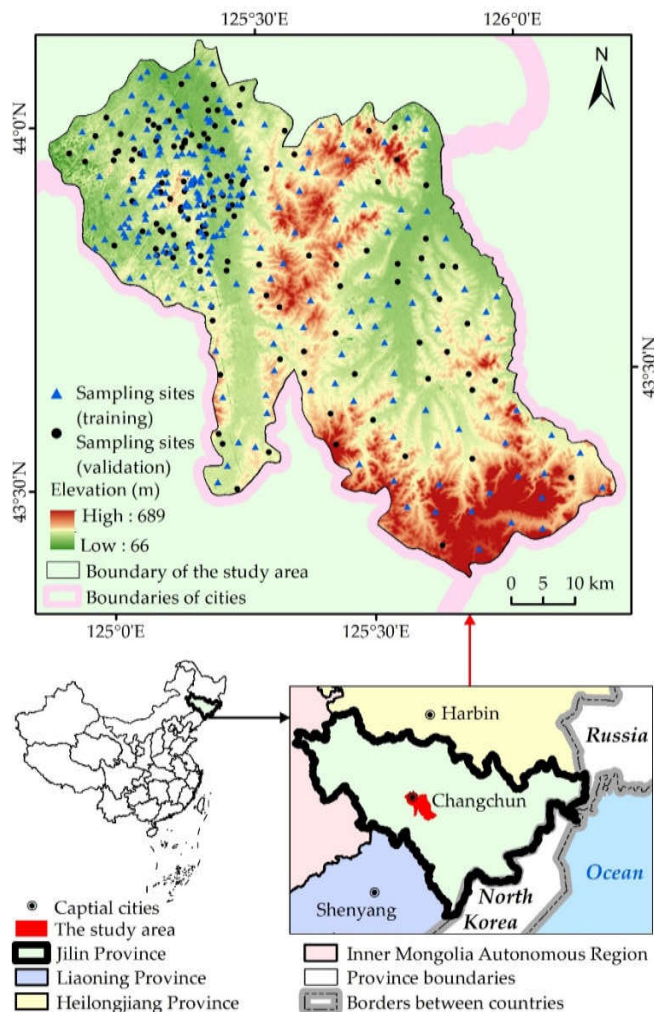 125°30'E 126°0'E
N
44°0'N
43°30'N
Sampling sites
(training)
Sampling sites
(validation)
Elevation (m)
High : 689
Low : 66
Boundary of the study area
Boundaries of cities
43°30'N
0 5 10 km
125°0'E 125°30'E
Harbin
Russia
Changchun
Ocean
North
Korea
Shenyang
Captial cities
The study area
Jilin Province
Liaoning Province
Heilongjiang Province
Inner Mongolia Autonomous Region
Province boundaries
Borders between countries